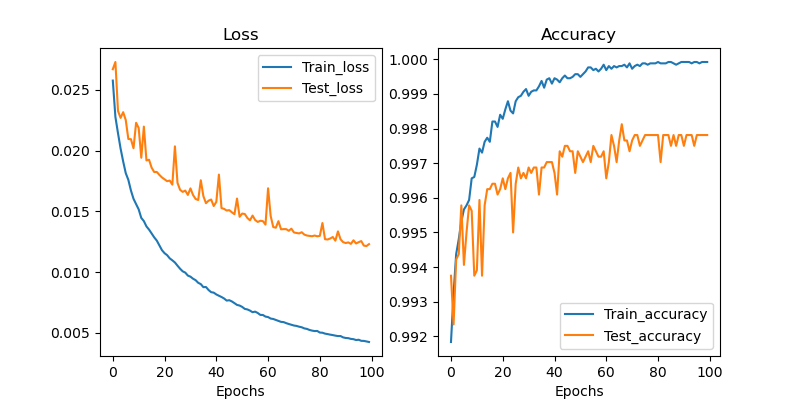 Loss
0.025
0.020
0.015
0.010
0.005
0 20 40 60 80 100
Epochs
Train_loss
Test_loss
Accuracy
1.000
0.999
0.998
0.997
0.996
0.995
0.994
0.993
0.992
0 20 40 60 80 100
Epochs
Train_accuracy
Test_accuracy